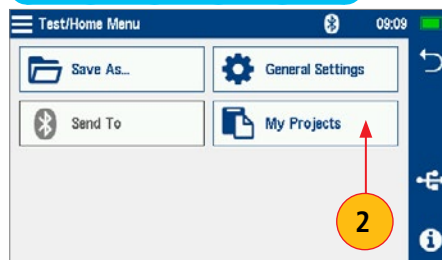 Test/Home Menu 09:09
Save As... General Settings
Send To My Projects
2